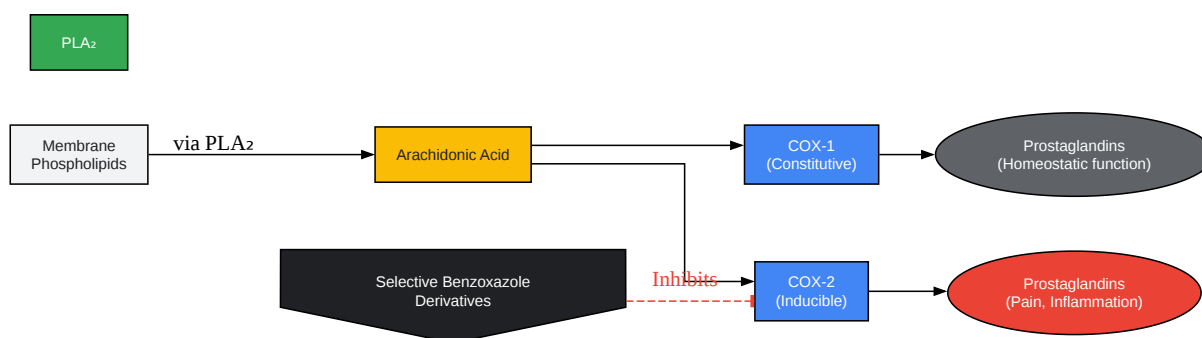 PLA₂
Membrane
Phospholipids
via PLA₂
Arachidonic Acid
COX-1
(Constitutive)
Prostaglandins
(Homeostatic function)
Selective Benzoxazole
Derivatives
Inhibits
COX-2
(Inducible)
Prostaglandins
(Pain, Inflammation)